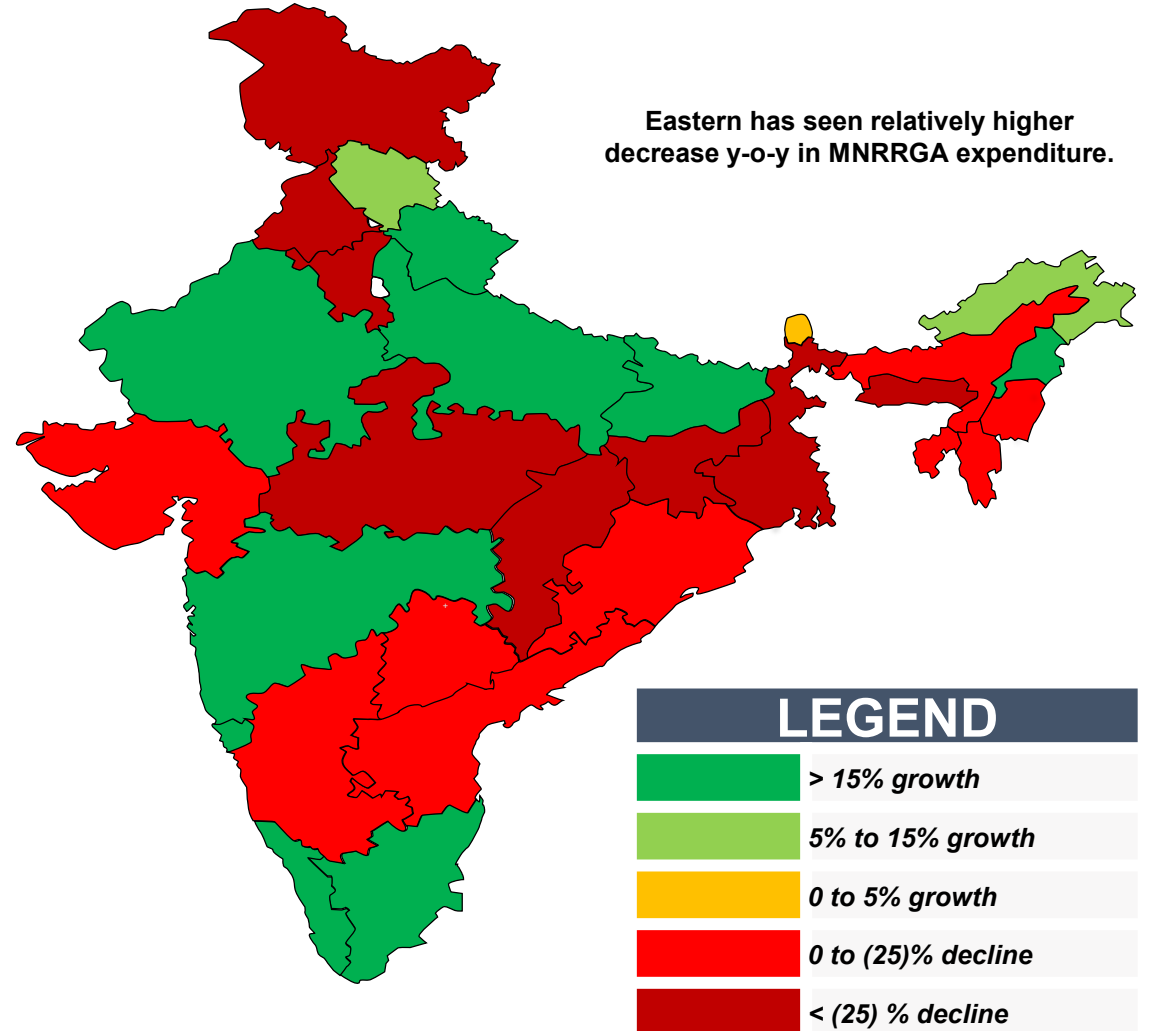 Eastern has seen relatively higher
decrease y-o-y in MNRRGA expenditure.
LEGEND
> 15% growth
5% to 15% growth
0 to 5% growth
0 to (25)% decline
< (25) % decline